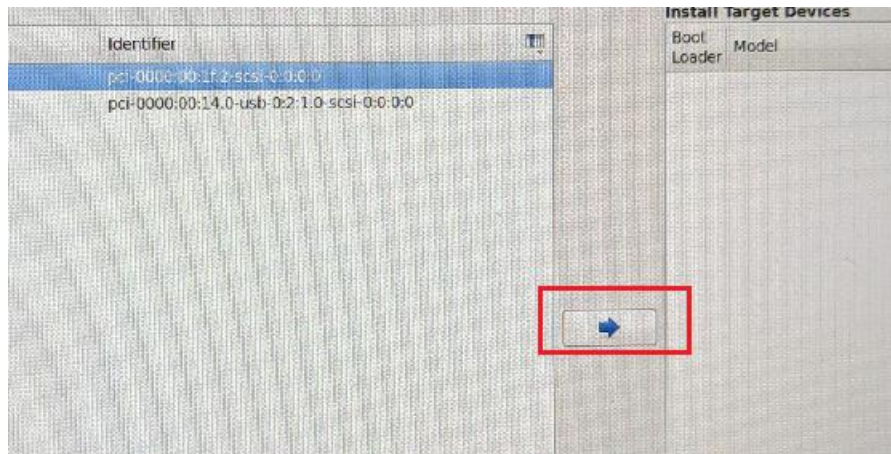 Install Target Devices
Identifier
Boot
Loader
Model
pci-0000:00:1f.2-scsi-0:0:0:0
pci-0000:00:14.0-usb-0:2:1.0-scsi-0:0:0:0